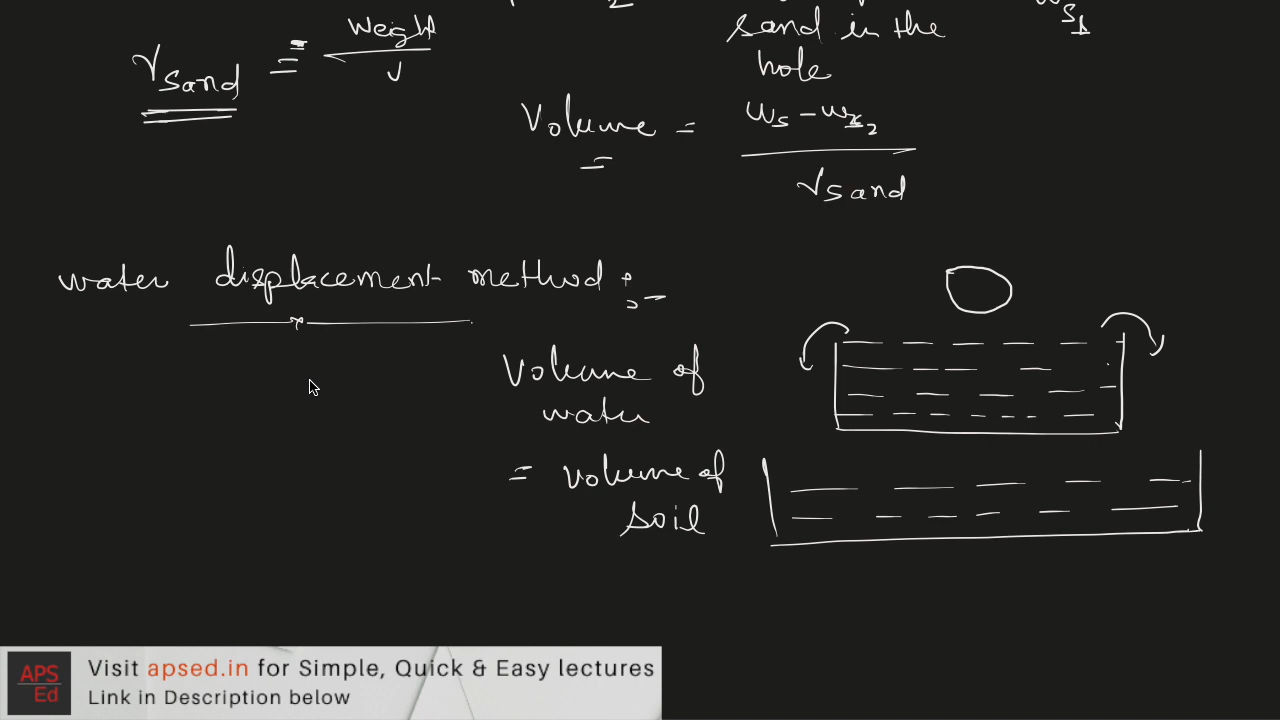 Weight
γsand =
V
sand in the
hole
Ws1
Volume = Ws - Ws2
γsand
water displacement method :-
Volume of
water
= volume of
soil
APS
Ed
Visit apsed.in for Simple, Quick & Easy lectures
Link in Description below